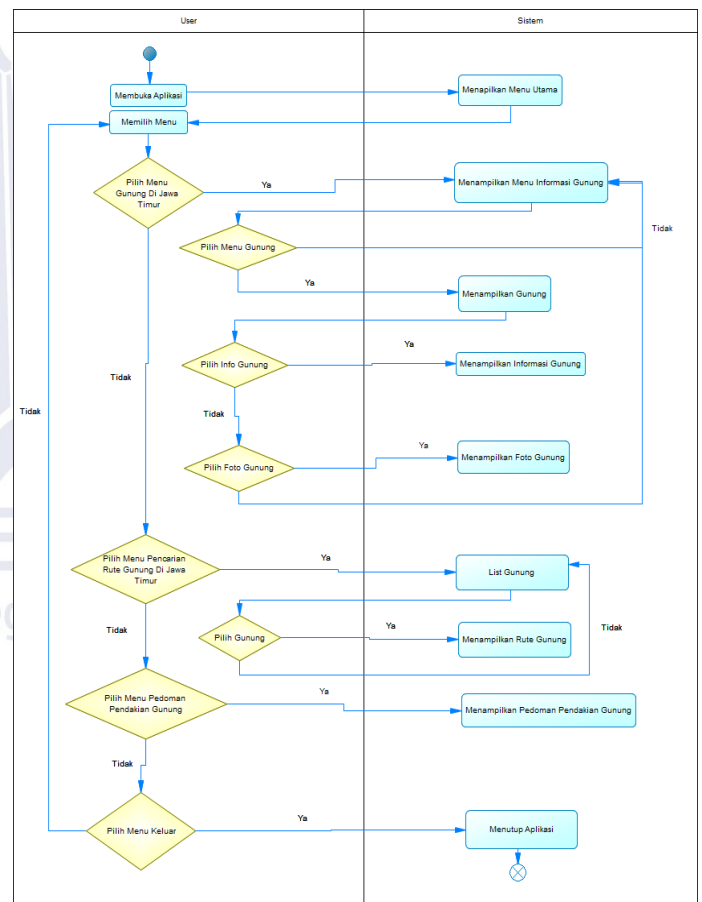 User
Sistem
Membuka Aplikasi
Menapilkan Menu Utama
Memilih Menu
Pilih Menu
Gunung Di Jawa
Timur
Ya
Menampilkan Menu Informasi Gunung
Tidak
Pilih Menu Gunung
Ya
Menampilkan Gunung
Pilih Info Gunung
Ya
Menampilkan Informasi Gunung
Tidak
Tidak
Tidak
Pilih Foto Gunung
Ya
Menampilkan Foto Gunung
Pilih Menu Pencarian
Rute Gunung Di Jawa
Timur
Ya
List Gunung
Tidak
Pilih Gunung
Ya
Menampilkan Rute Gunung
Tidak
Pilih Menu Pedoman
Pendakian Gunung
Ya
Menampilkan Pedoman Pendakian Gunung
Tidak
Pilih Menu Keluar
Ya
Menutup Aplikasi